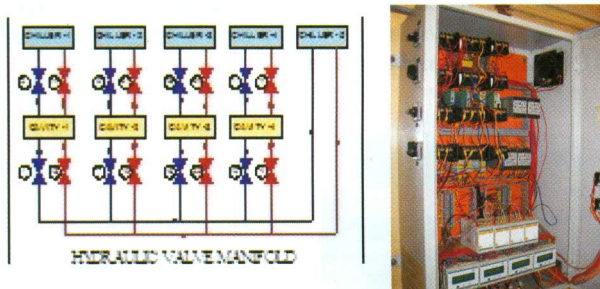 CHILLER -1 CHILLER -2 CHILLER -3 CHILLER -4 CHILLER -5
CAVITY -1 CAVITY -2 CAVITY -3 CAVITY -4
HYDRAULIC VALVE MANIFOLD